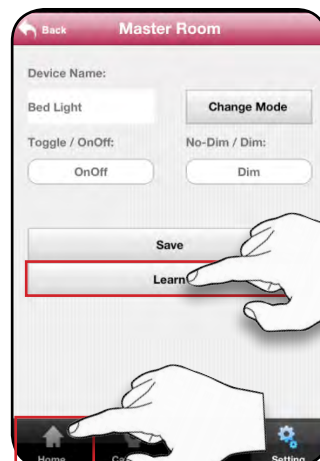 Back Master Room
Device Name:
Bed Light Change Mode
Toggle / OnOff: No-Dim / Dim:
OnOff Dim
Save
Learn
Home Setting